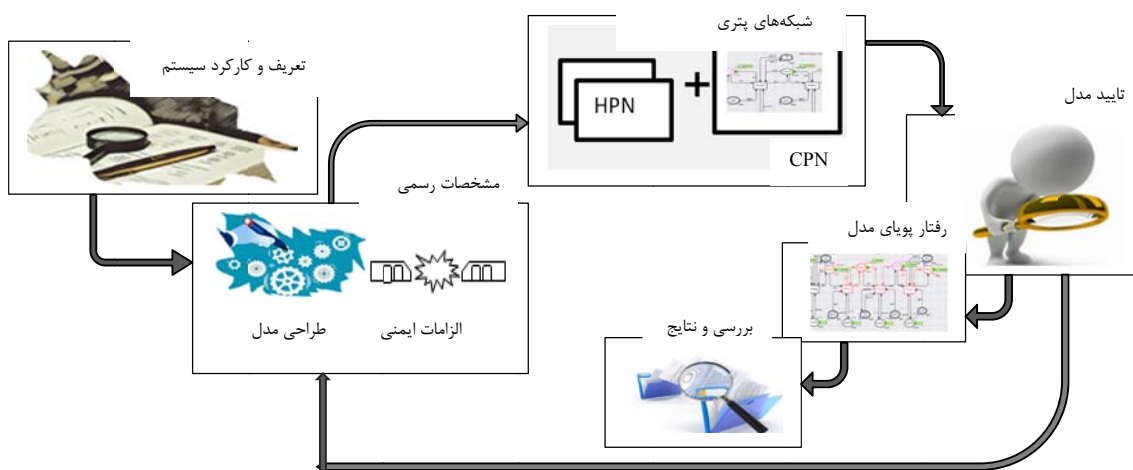 تعریف و کارکرد سیستم
مشخصات رسمی
طراحی مدل
الزامات ایمنی
شبکه‌های پتری
HPN
+
CPN
تایید مدل
رفتار پویای مدل
بررسی و نتایج